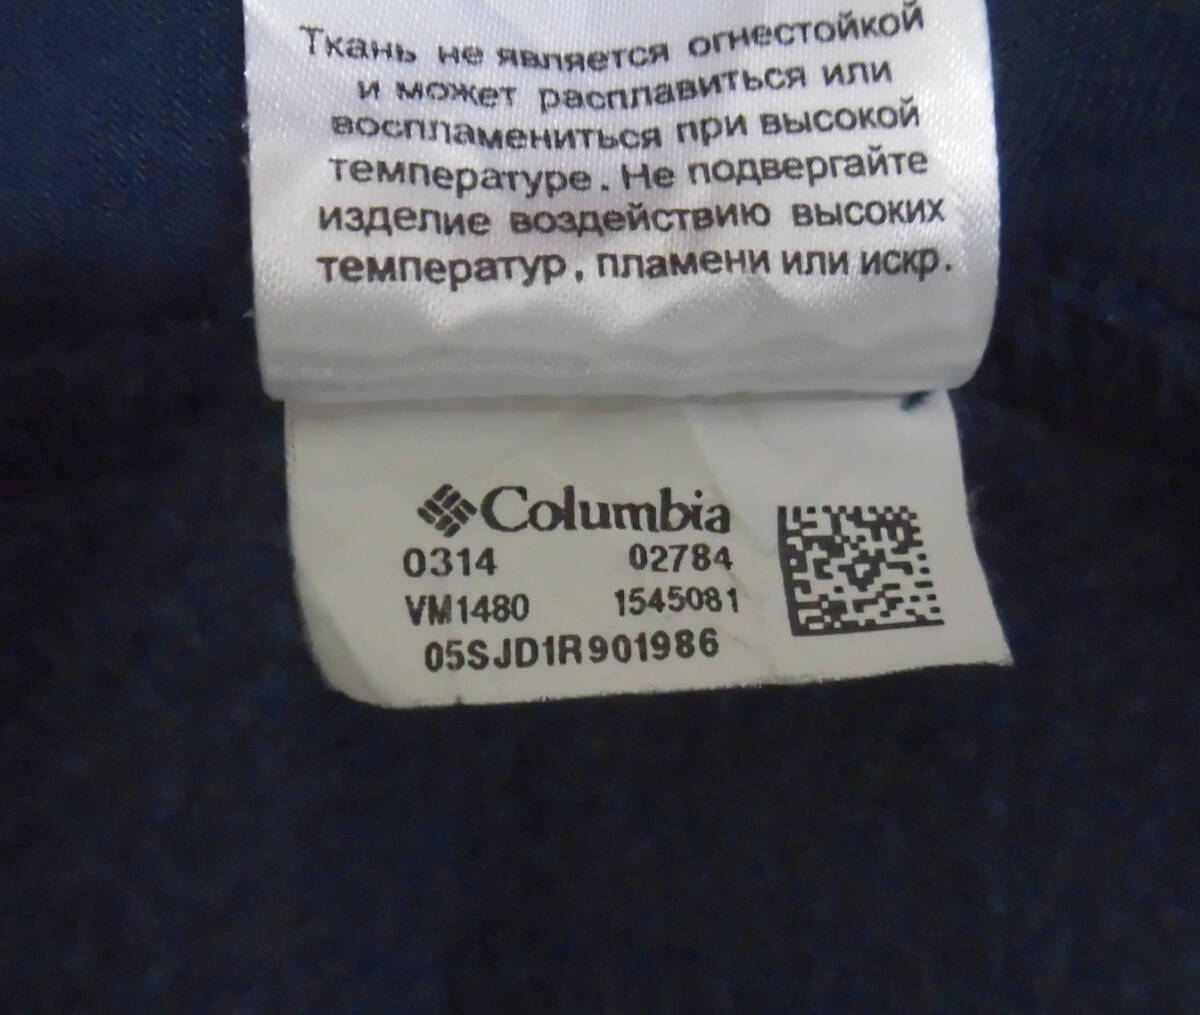 Ткань не является огнестойкой
и может расплавиться или
воспламениться при высокой
температуре. Не подвергайте
изделие воздействию высоких
температур, пламени или искр.
Columbia
0314 02784
VM1480 1545081
05SJD1R901986